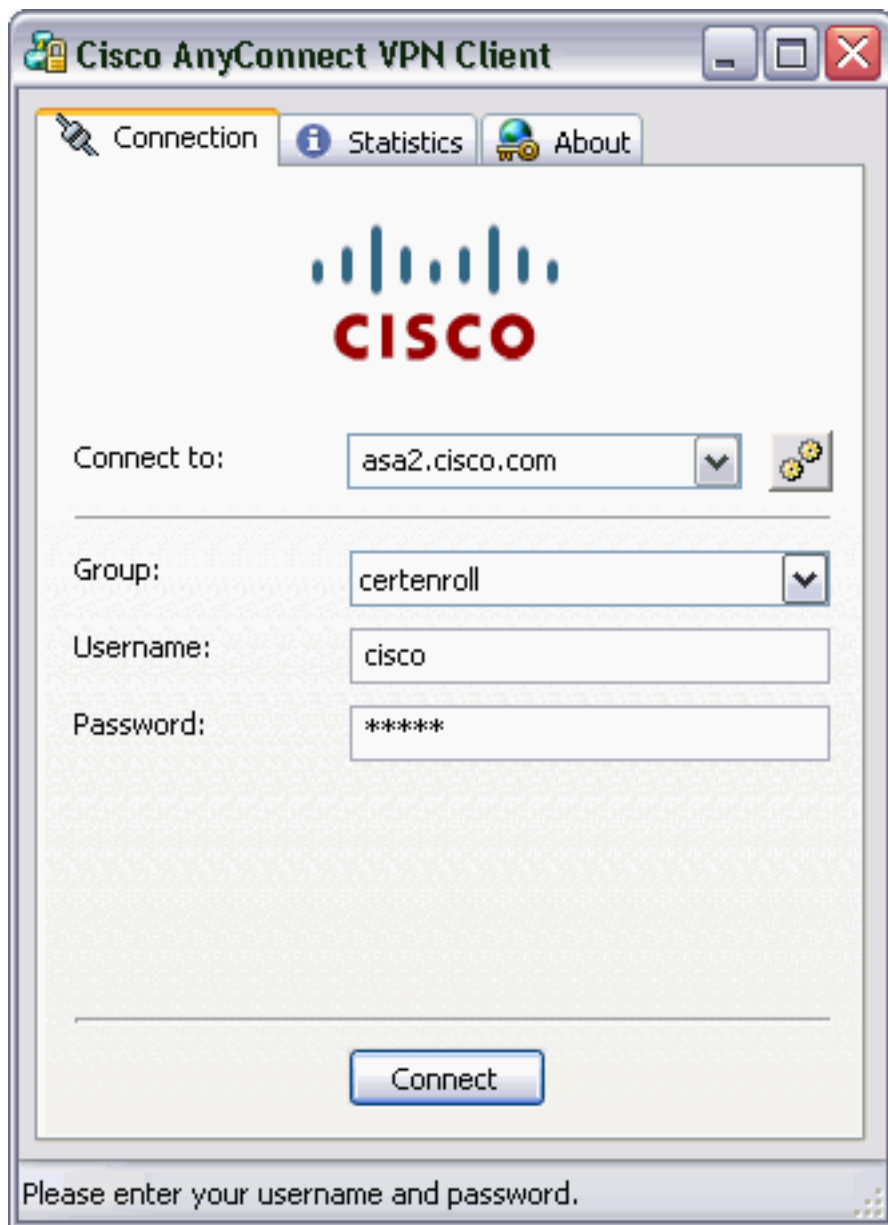 Cisco AnyConnect VPN Client
Connection Statistics About
CISCO
Connect to: asa2.cisco.com
Group: certenroll
Username: cisco
Password: *****
Connect
Please enter your username and password.